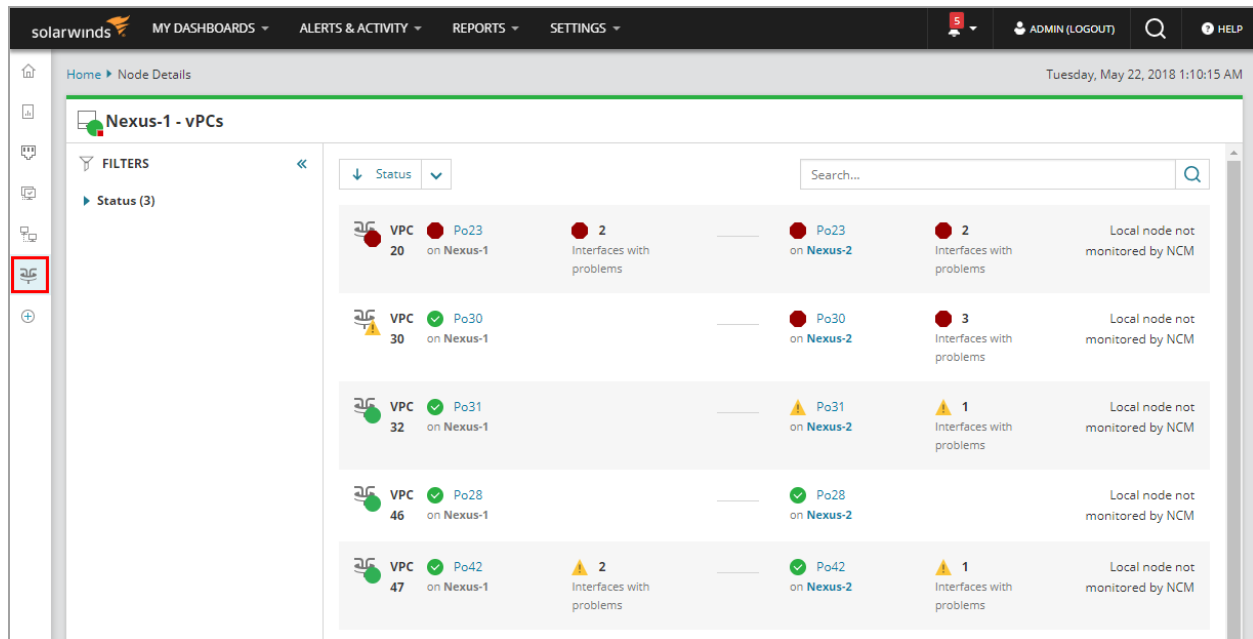 solarwinds MY DASHBOARDS ALERTS & ACTIVITY REPORTS SETTINGS 5 ADMIN (LOGOUT) HELP
Home Node Details Tuesday, May 22, 2018 1:10:15 AM
Nexus-1 - vPCs
FILTERS
Status (3)
Status Search...
VPC Po23 2 Po23 2 Local node not
20 on Nexus-1 Interfaces with on Nexus-2 Interfaces with monitored by NCM
problems problems
VPC Po30 Po30 3 Local node not
30 on Nexus-1 on Nexus-2 Interfaces with monitored by NCM
problems
VPC Po31 Po31 1 Local node not
32 on Nexus-1 on Nexus-2 Interfaces with monitored by NCM
problems
VPC Po28 Po28 Local node not
46 on Nexus-1 on Nexus-2 monitored by NCM
VPC Po42 2 Po42 1 Local node not
47 on Nexus-1 Interfaces with on Nexus-2 Interfaces with monitored by NCM
problems problems